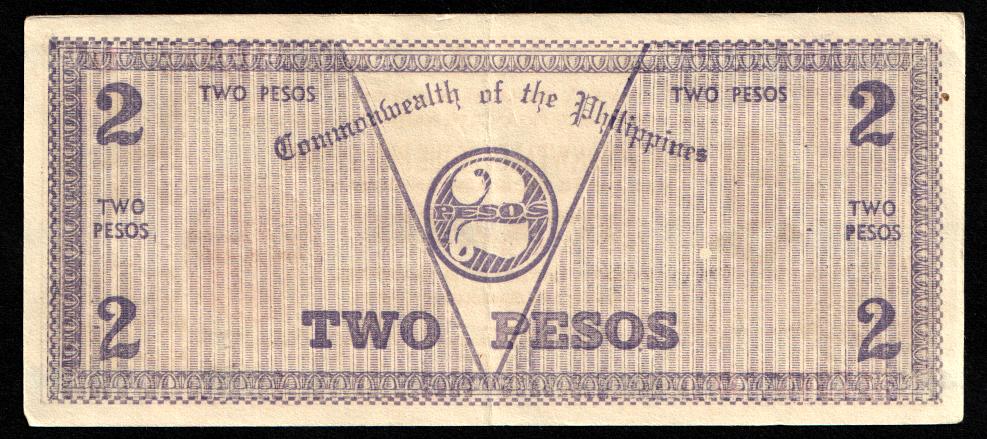 2 TWO PESOS TWO PESOS 2
Commonwealth of the Philippines
TWO
PESOS
2
PESOS
TWO
PESOS
2 TWO PESOS 2